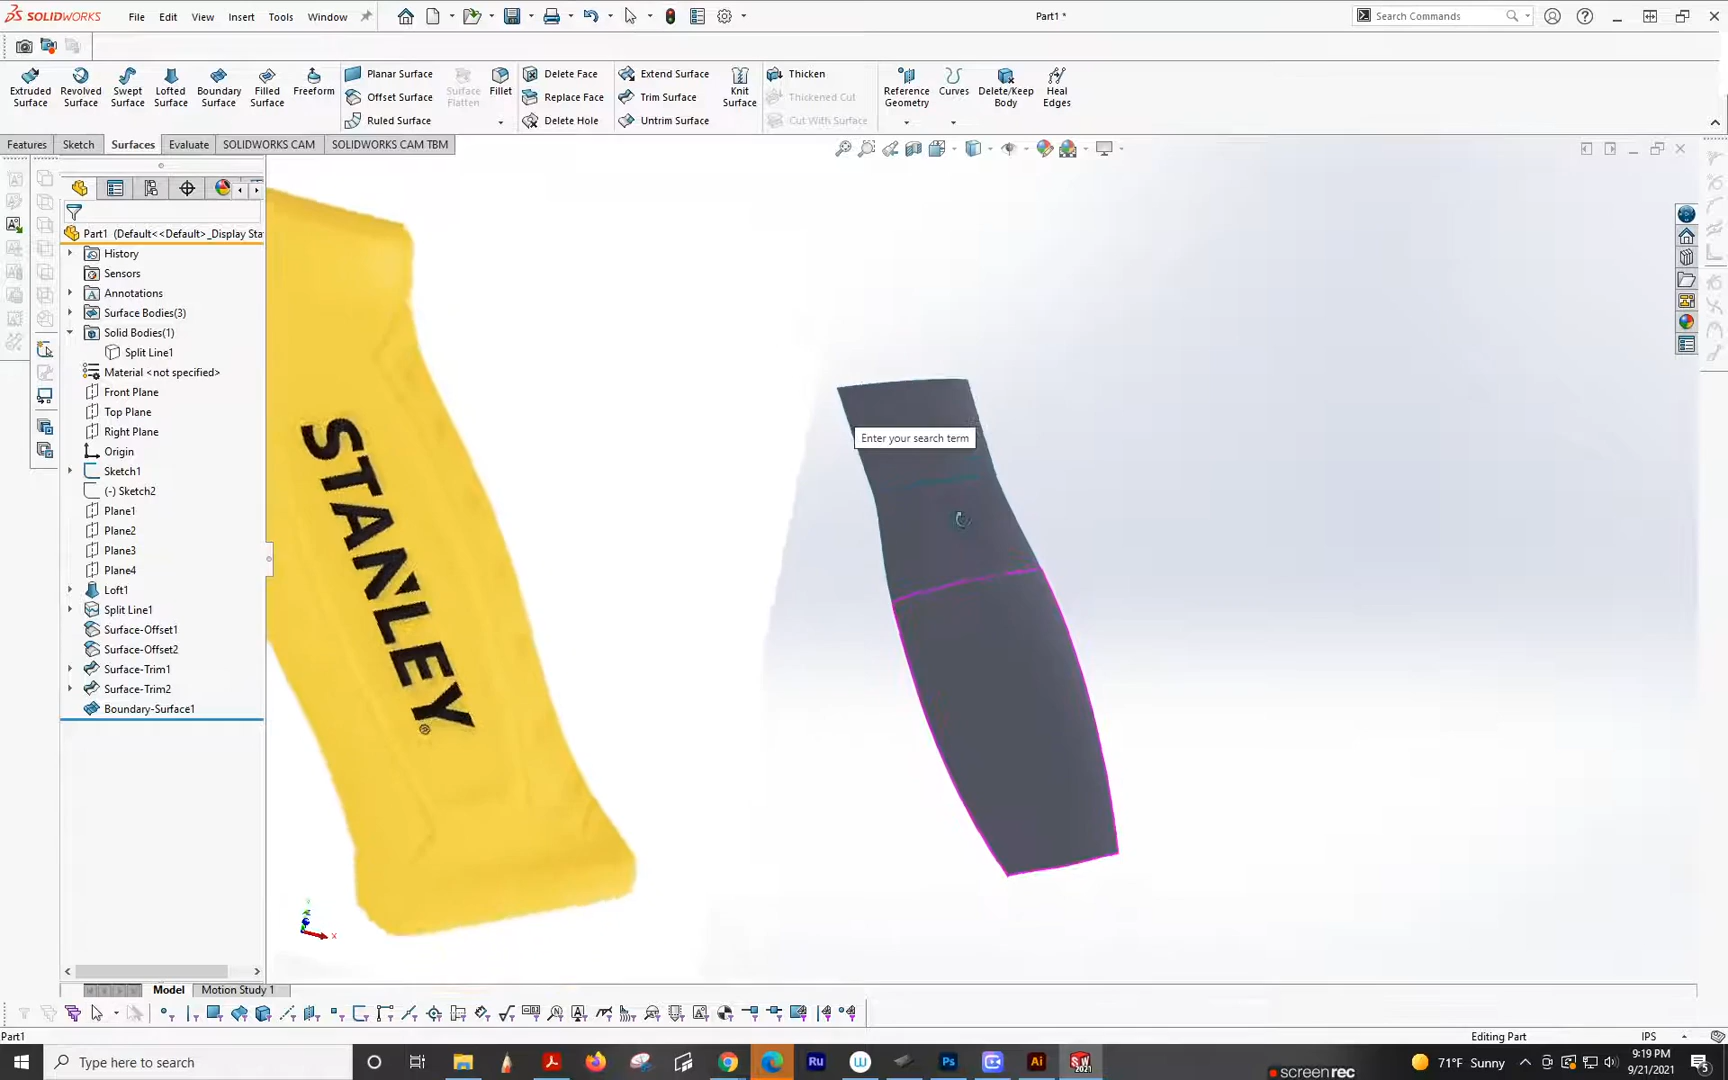 SOLIDWORKS
File
Edit
View
Insert
Tools
Window
Part1 *
Search Commands
Extruded Surface
Revolved Surface
Swept Surface
Lofted Surface
Boundary Surface
Filled Surface
Freeform
Planar Surface
Offset Surface
Ruled Surface
Surface Flatten
Fillet
Delete Face
Replace Face
Delete Hole
Extend Surface
Trim Surface
Untrim Surface
Knit Surface
Thicken
Thickened Cut
Cut With Surface
Reference Geometry
Curves
Delete/Keep Body
Heal Edges
Features
Sketch
Surfaces
Evaluate
SOLIDWORKS CAM
SOLIDWORKS CAM TBM
Part1 (Default<<Default>_Display Sta
History
Sensors
Annotations
Surface Bodies(3)
Solid Bodies(1)
Split Line1
Material <not specified>
Front Plane
Top Plane
Right Plane
Origin
Sketch1
(-) Sketch2
Plane1
Plane2
Plane3
Plane4
Loft1
Split Line1
Surface-Offset1
Surface-Offset2
Surface-Trim1
Surface-Trim2
Boundary-Surface1
STANLEY®
Enter your search term
X
Model
Motion Study 1
Part1
Editing Part
IPS
Type here to search
Ru
W
Ps
Ai
SW
2021
screenrec
71°F Sunny
9:19 PM
9/21/2021
5